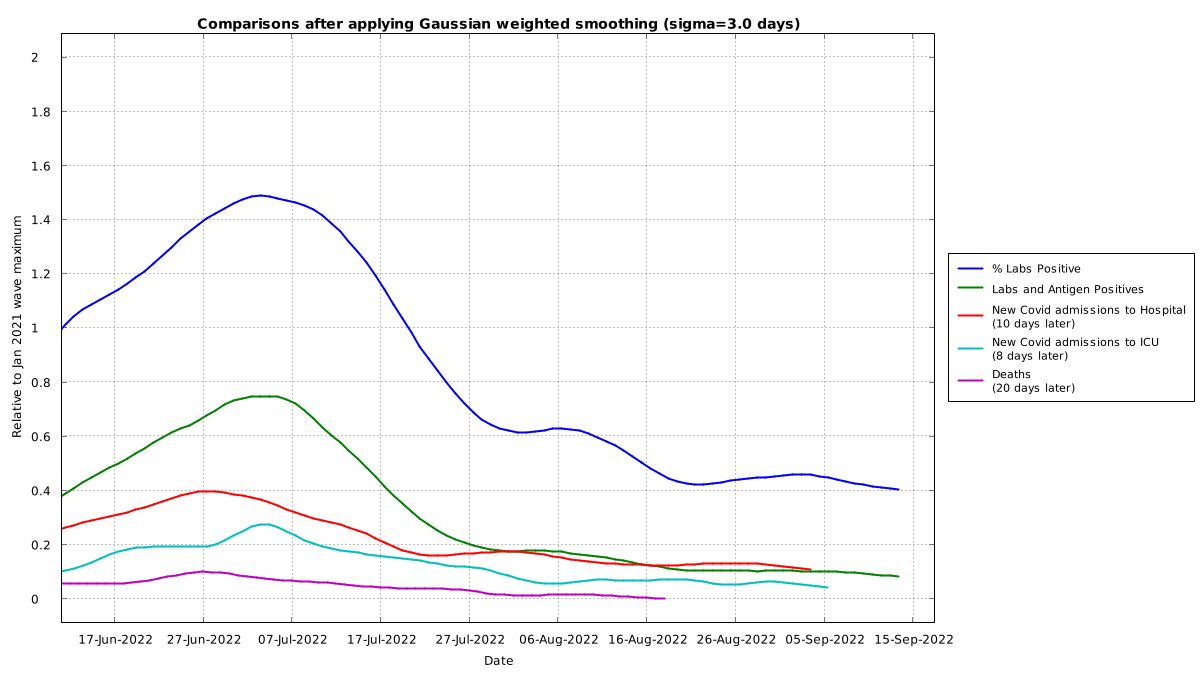 Comparisons after applying Gaussian weighted smoothing (sigma=3.0 days)
Relative to Jan 2021 wave maximum
2
1.8
1.6
1.4
1.2
1
0.8
0.6
0.4
0.2
0
17-Jun-2022 27-Jun-2022 07-Jul-2022 17-Jul-2022 27-Jul-2022 06-Aug-2022 16-Aug-2022 26-Aug-2022 05-Sep-2022 15-Sep-2022
Date
% Labs Positive
Labs and Antigen Positives
New Covid admissions to Hospital
(10 days later)
New Covid admissions to ICU
(8 days later)
Deaths
(20 days later)